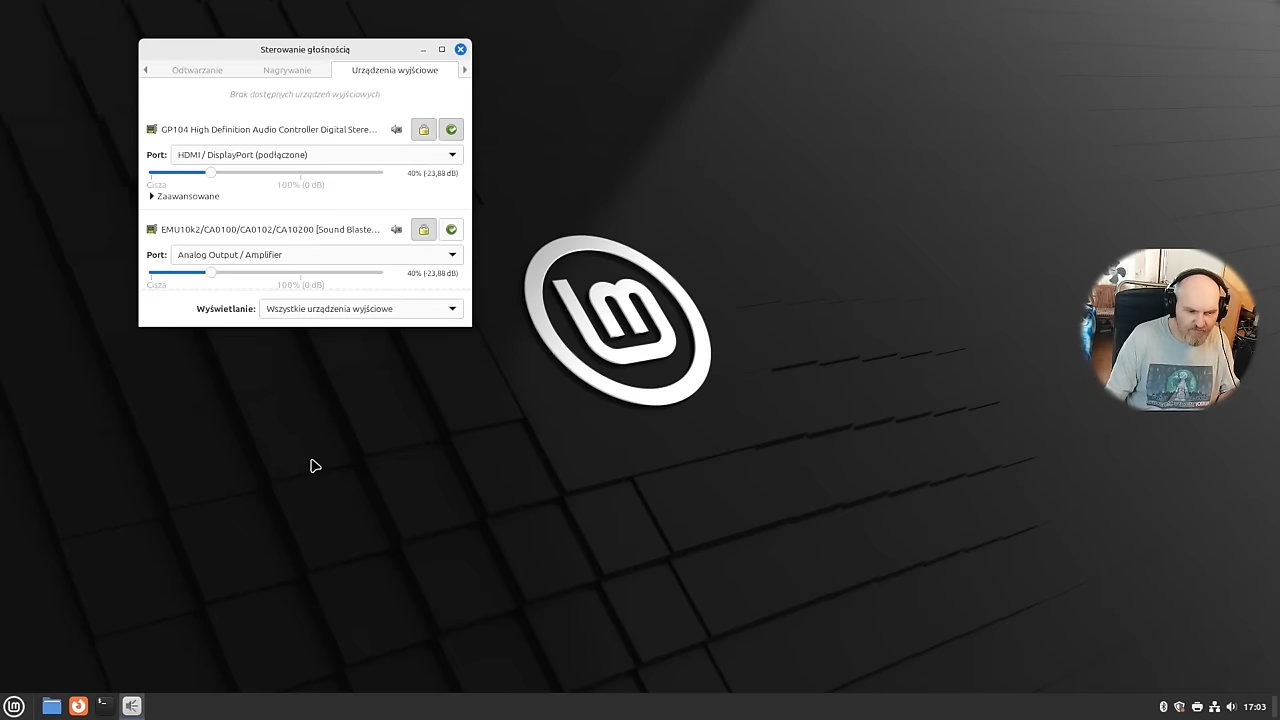 Sterowanie głośnością
Odtwarzanie Nagrywanie Urządzenia wyjściowe
Brak dostępnych urządzeń wyjściowych
GP104 High Definition Audio Controller Digital Stere...
Port: HDMI / DisplayPort (podłączone)
40% (-23,88 dB)
Cisza 100% (0 dB)
Zaawansowane
EMU10k2/CA0100/CA0102/CA10200 [Sound Blaste...
Port: Analog Output / Amplifier
40% (-23,88 dB)
Cisza 100% (0 dB)
Wyświetlanie: Wszystkie urządzenia wyjściowe
17:03